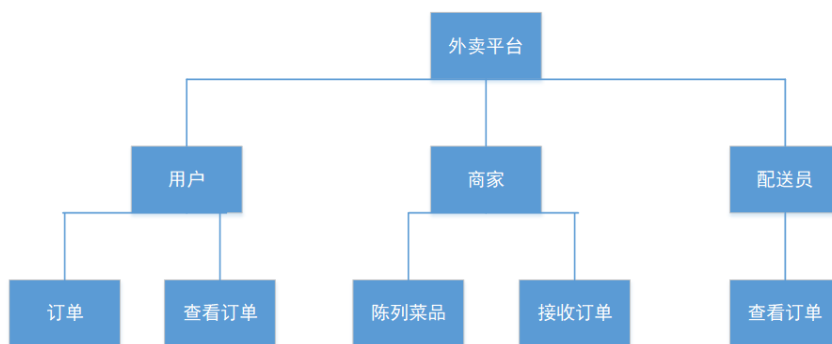 外卖平台
用户
商家
配送员
订单
查看订单
陈列菜品
接收订单
查看订单